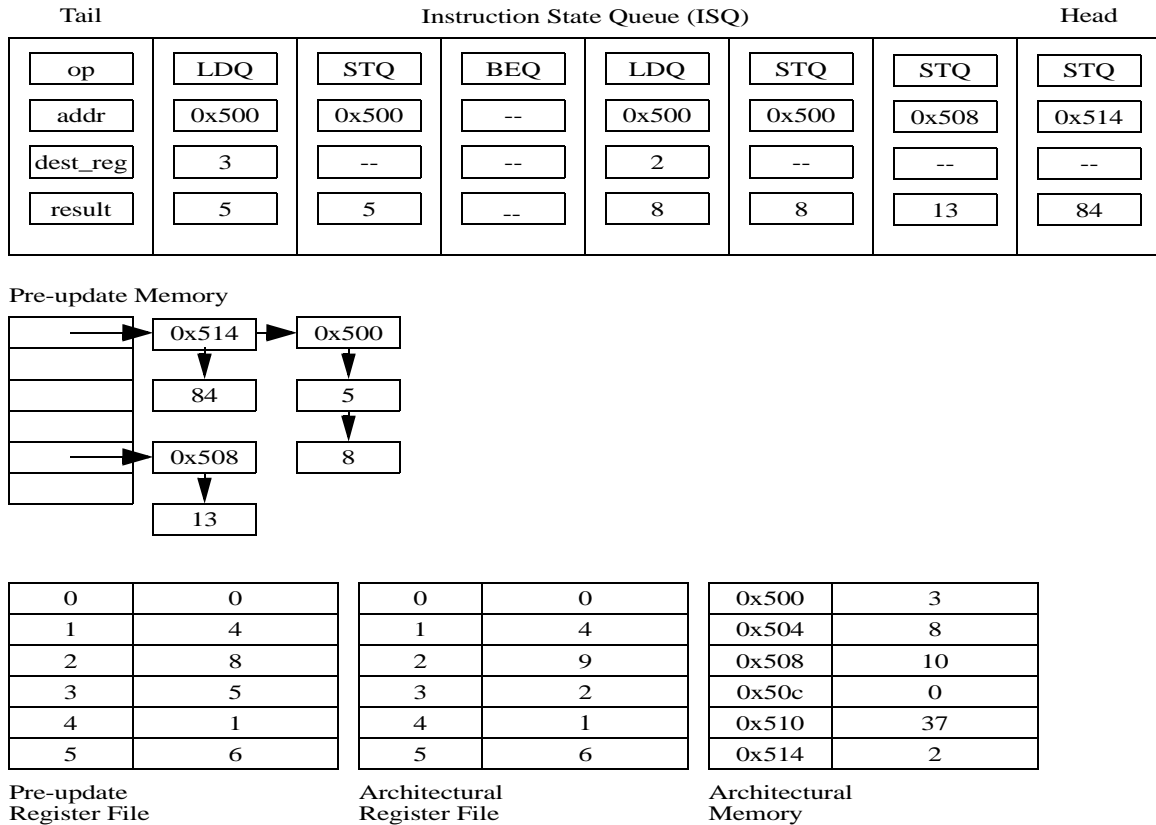 Tail Instruction State Queue (ISQ) Head
op LDQ STQ BEQ LDQ STQ STQ STQ
addr 0x500 0x500 -- 0x500 0x500 0x508 0x514
dest_reg 3 -- -- 2 -- -- --
result 5 5 -- 8 8 13 84
Pre-update Memory
0x514 0x500
84 5
0x508 8
13
0 0 0 0 0x500 3
1 4 1 4 0x504 8
2 8 2 9 0x508 10
3 5 3 2 0x50c 0
4 1 4 1 0x510 37
5 6 5 6 0x514 2
Pre-update Architectural Architectural
Register File Register File Memory